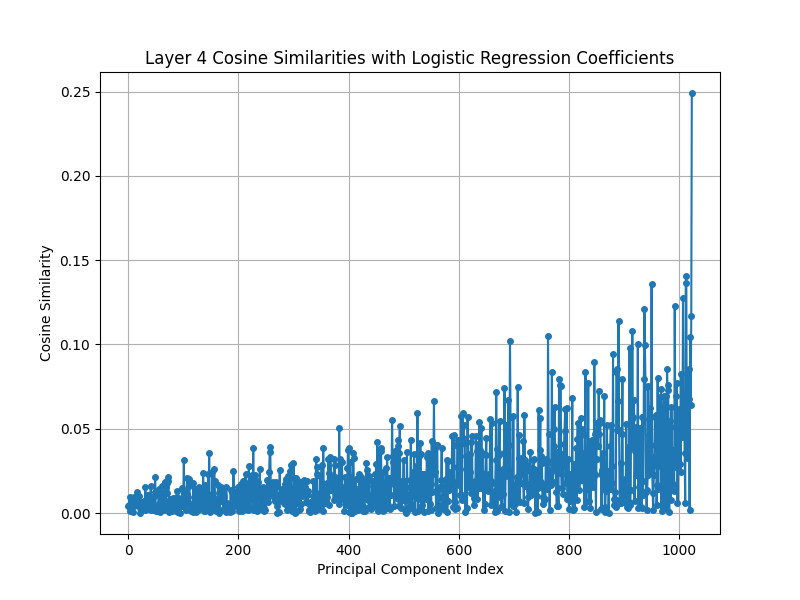 Layer 4 Cosine Similarities with Logistic Regression Coefficients
0.25
0.20
0.15
0.10
0.05
0.00
Cosine Similarity
0 200 400 600 800 1000
Principal Component Index